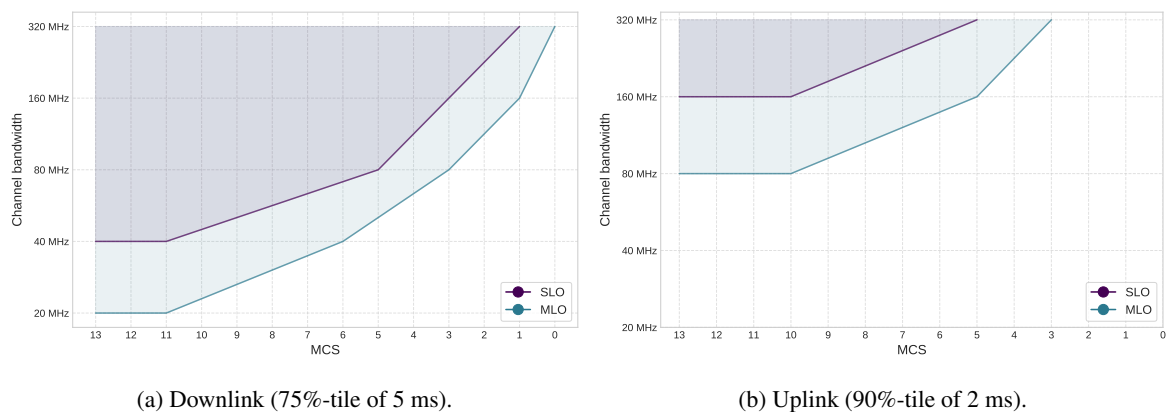 320 MHz
160 MHz
80 MHz
40 MHz
20 MHz
Channel bandwidth
13 12 11 10 9 8 7 6 5 4 3 2 1 0
MCS
SLO
MLO
(a) Downlink (75%-tile of 5 ms).
320 MHz
160 MHz
80 MHz
40 MHz
20 MHz
Channel bandwidth
13 12 11 10 9 8 7 6 5 4 3 2 1 0
MCS
SLO
MLO
(b) Uplink (90%-tile of 2 ms).